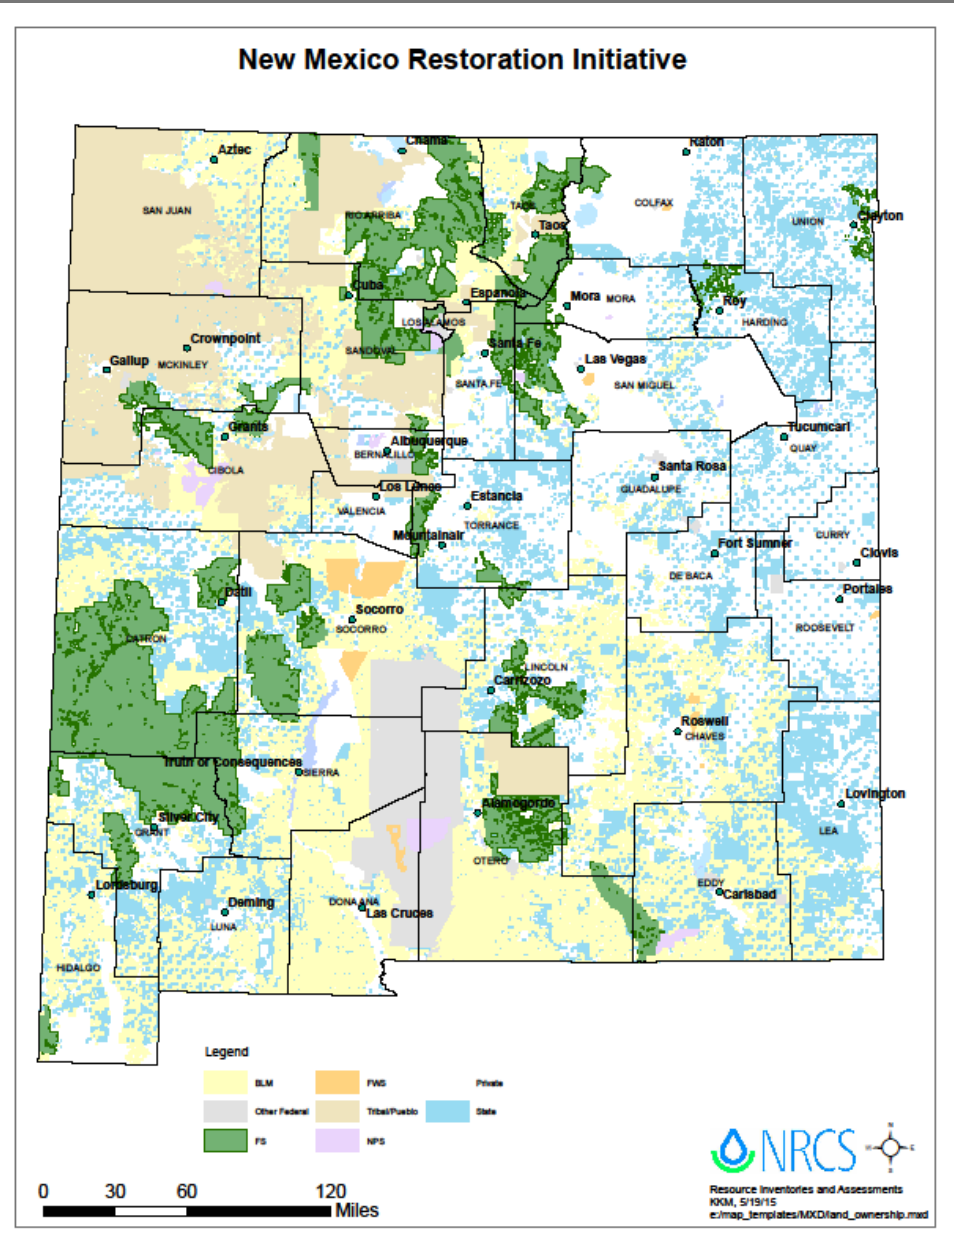 New Mexico Restoration Initiative
Chama
Raton
Aztec
SAN JUAN
RIO ARRIBA
TAOS
COLFAX
UNION
Clayton
Taos
Cuba
Espanola
Mora
MORA
Roy
HARDING
LOS ALAMOS
Crownpoint
Gallup
MCKINLEY
SANDOVAL
Santa Fe
Las Vegas
SANTA FE
SAN MIGUEL
Grants
Albuquerque
BERNALILLO
Tucumcari
QUAY
CIBOLA
Santa Rosa
GUADALUPE
Los Lunas
VALENCIA
Estancia
TORRANCE
Mountainair
Fort Sumner
CURRY
Clovis
DE BACA
Datil
Portales
Socorro
SOCORRO
ROOSEVELT
CATRON
LINCOLN
Carrizozo
Roswell
CHAVES
Truth or Consequences
SIERRA
Lovington
LEA
Alamogordo
Silver City
GRANT
OTERO
Lordsburg
EDDY
Carlsbad
Deming
LUNA
DONA ANA
Las Cruces
HIDALGO
Legend
BLM
FWS
Private
Other Federal
Tribal/Pueblo
State
FS
NPS
N
W
E
S
NRCS
0 30 60 120
Miles
Resource Inventories and Assessments
KKM, 5/19/15
e:/map_templates/MXD/land_ownership.mxd